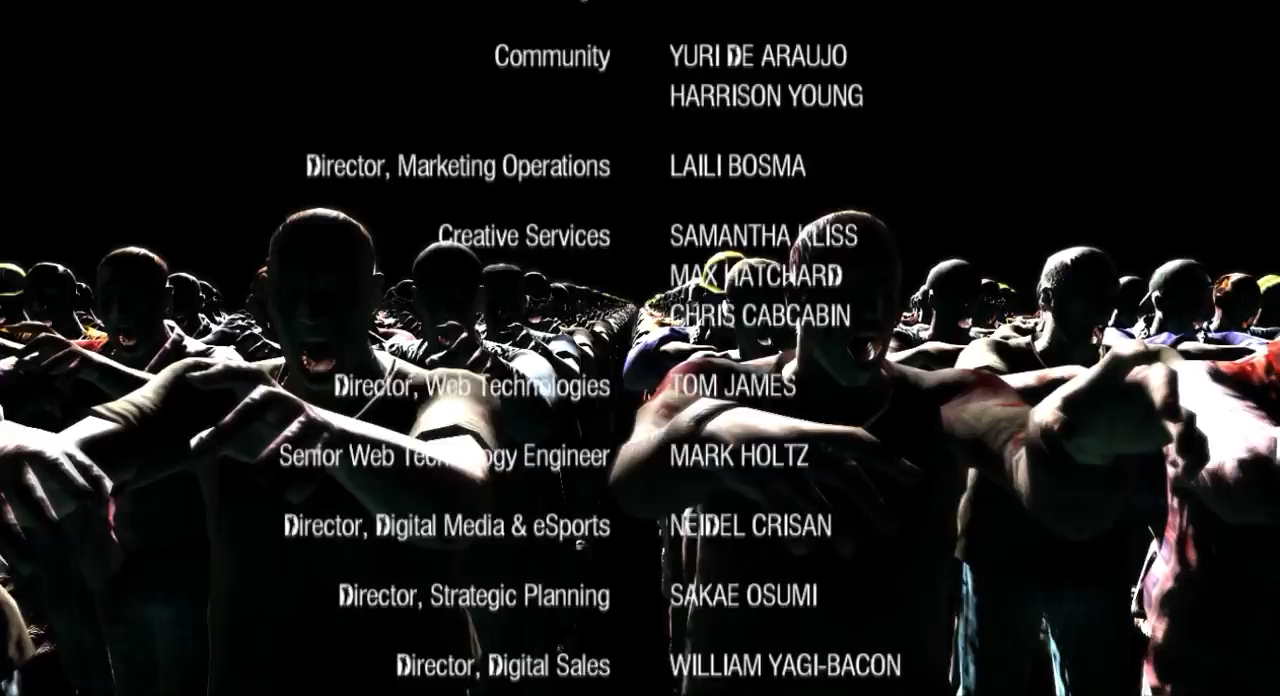 Community YURI DE ARAUJO
HARRISON YOUNG
Director, Marketing Operations LAILI BOSMA
Creative Services SAMANTHA KLISS
MAX HATCHARD
CHRIS CABCABIN
Director, Web Technologies TOM JAMES
Senior Web Technology Engineer MARK HOLTZ
Director, Digital Media & eSports NEIDEL CRISAN
Director, Strategic Planning SAKAE OSUMI
Director, Digital Sales WILLIAM YAGI-BACON